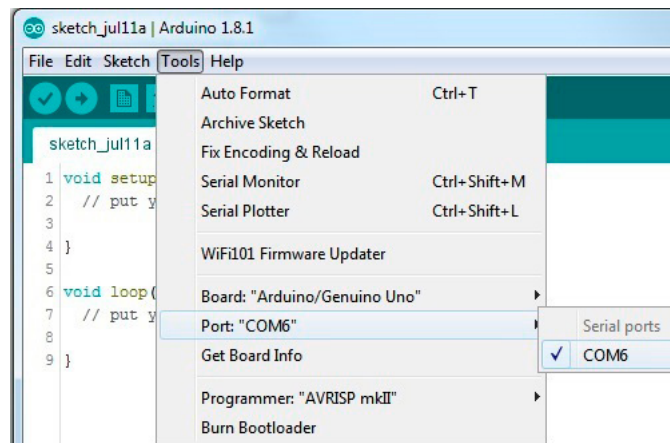 sketch_jul11a | Arduino 1.8.1
File Edit Sketch Tools Help
sketch_jul11a
1 void setup
2 // put y
3
4 }
5
6 void loop(
7 // put y
8
9 }
Auto Format Ctrl+T
Archive Sketch
Fix Encoding & Reload
Serial Monitor Ctrl+Shift+M
Serial Plotter Ctrl+Shift+L
WiFi101 Firmware Updater
Board: "Arduino/Genuino Uno"
Port: "COM6"
Get Board Info
Programmer: "AVRISP mkII"
Burn Bootloader
Serial ports
COM6